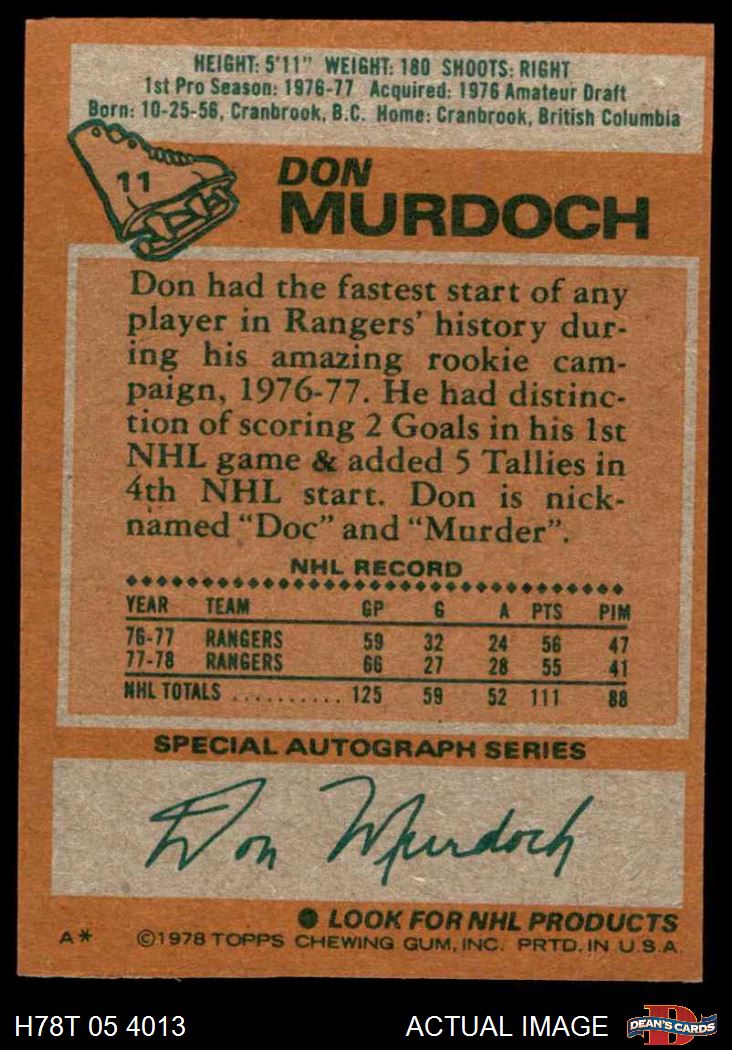 HEIGHT: 5'11" WEIGHT: 180 SHOOTS: RIGHT
1st Pro Season: 1976-77 Acquired: 1976 Amateur Draft
Born: 10-25-56, Cranbrook, B.C. Home: Cranbrook, British Columbia
11
DON
MURDOCH
Don had the fastest start of any
player in Rangers' history dur-
ing his amazing rookie cam-
paign, 1976-77. He had distinc-
tion of scoring 2 Goals in his 1st
NHL game & added 5 Tallies in
4th NHL start. Don is nick-
named "Doc" and "Murder".
NHL RECORD
YEAR TEAM GP G A PTS PIM
76-77 RANGERS 59 32 24 56 47
77-78 RANGERS 66 27 28 55 41
NHL TOTALS .......... 125 59 52 111 88
SPECIAL AUTOGRAPH SERIES
Don Murdoch
● LOOK FOR NHL PRODUCTS
A* ©1978 TOPPS CHEWING GUM, INC. PRTD. IN U.S.A.
H78T 05 4013 ACTUAL IMAGE D DEAN'S CARDS